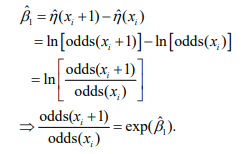 β̂₁ = η̂(xᵢ +1) − η̂(xᵢ)
= ln[odds(xᵢ +1)] − ln[odds(xᵢ)]
= ln[odds(xᵢ +1) / odds(xᵢ)]
⇒ odds(xᵢ +1) / odds(xᵢ) = exp(β̂₁).